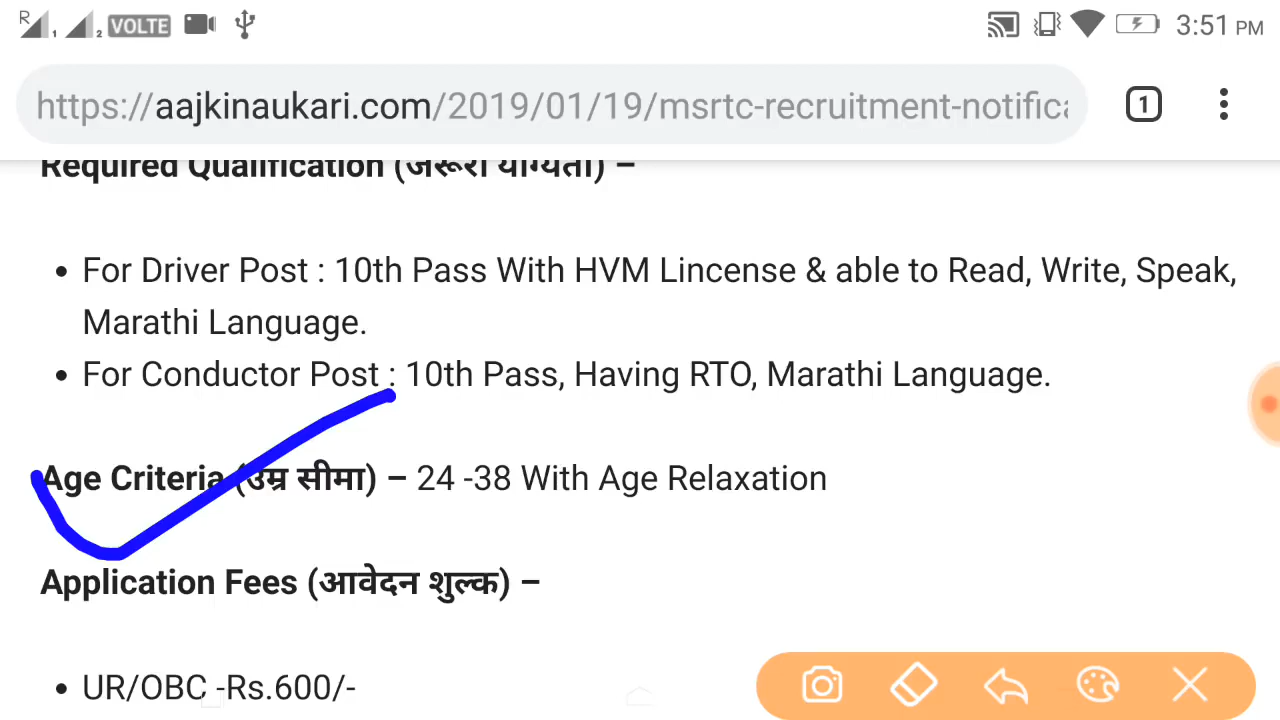 R 1 2 VOLTE 3:51 PM
https://aajkinaukari.com/2019/01/19/msrtc-recruitment-notific 1
Required Qualification (जरूरी योग्यता) –
• For Driver Post : 10th Pass With HVM Lincense & able to Read, Write, Speak,
Marathi Language.
• For Conductor Post : 10th Pass, Having RTO, Marathi Language.
Age Criteria (उम्र सीमा) – 24 -38 With Age Relaxation
Application Fees (आवेदन शुल्क) –
• UR/OBC -Rs.600/-